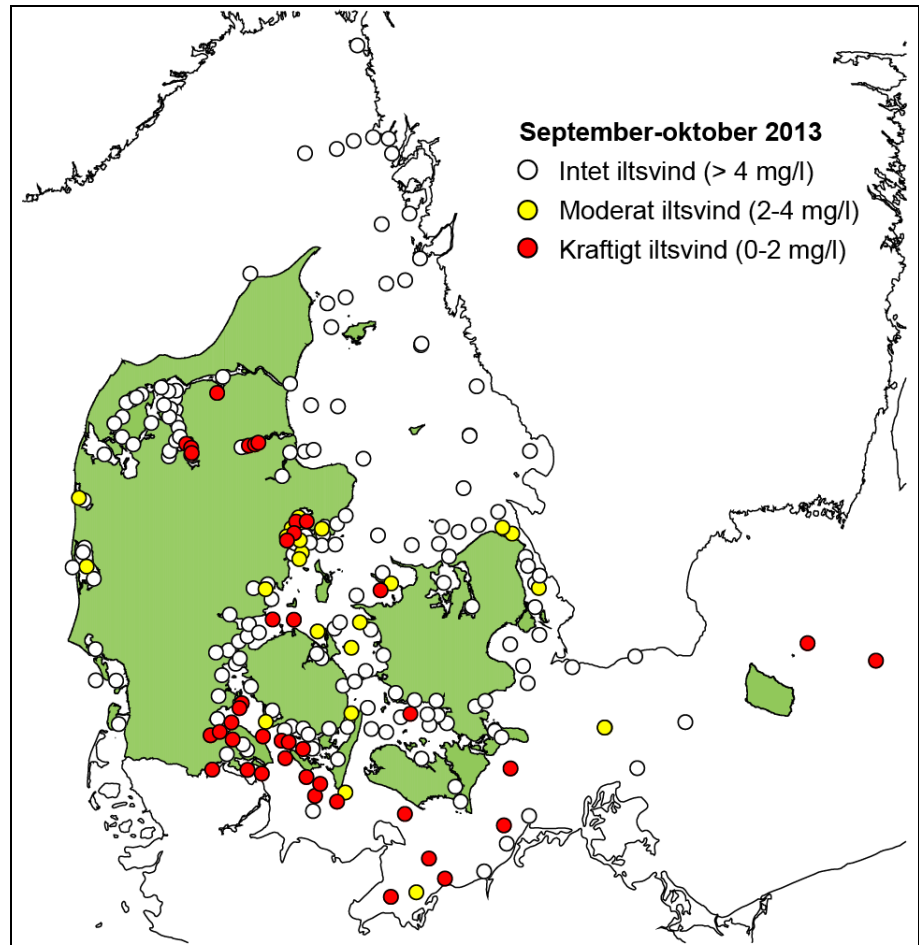 September-oktober 2013
Intet iltsvind (> 4 mg/l)
Moderat iltsvind (2-4 mg/l)
Kraftigt iltsvind (0-2 mg/l)